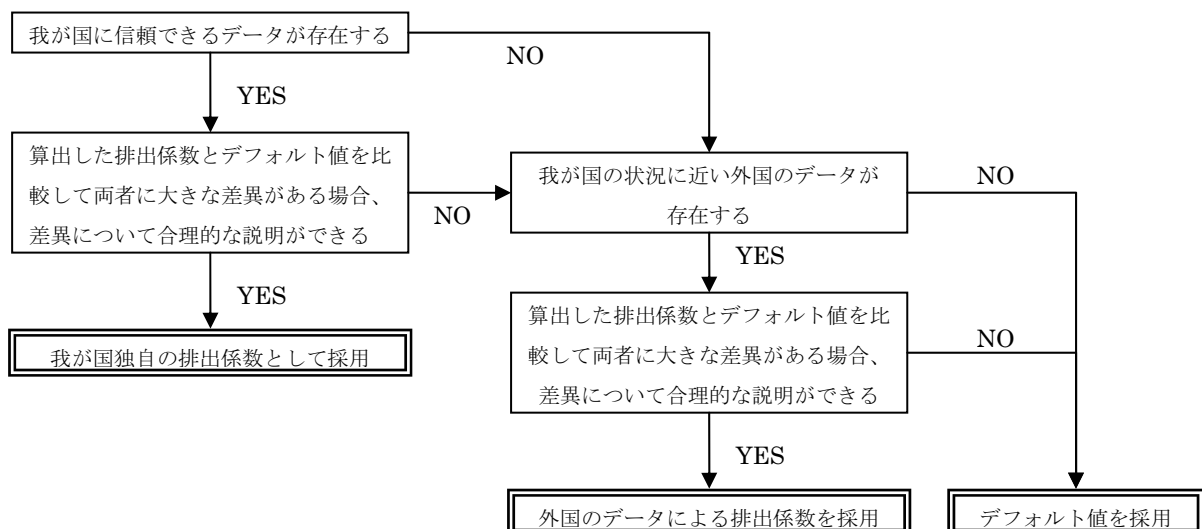 我が国に信頼できるデータが存在する
NO
YES
算出した排出係数とデフォルト値を比
較して両者に大きな差異がある場合、
差異について合理的な説明ができる
NO
我が国の状況に近い外国のデータが
存在する
NO
YES
YES
我が国独自の排出係数として採用
算出した排出係数とデフォルト値を比
較して両者に大きな差異がある場合、
差異について合理的な説明ができる
NO
YES
外国のデータによる排出係数を採用
デフォルト値を採用